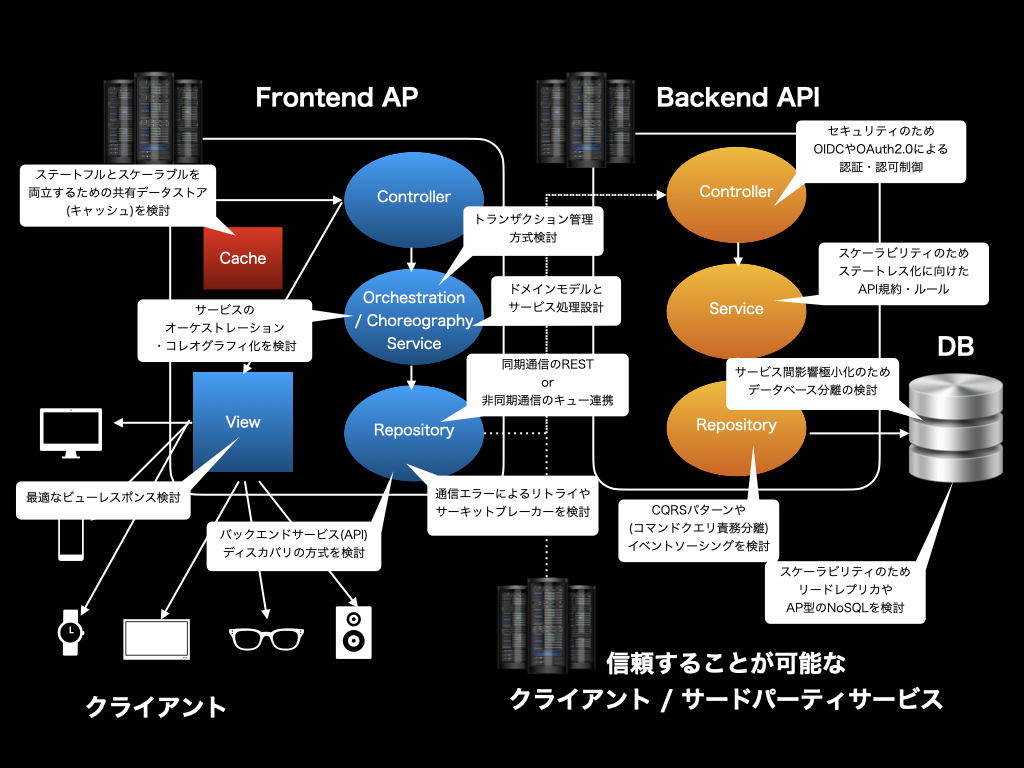 Frontend AP
Backend API
セキュリティのため
OIDCやOAuth2.0による
認証・認可制御
ステートフルとスケーラブルを
両立するための共有データストア
(キャッシュ)を検討
Controller
Controller
トランザクション管理
方式検討
Cache
スケーラビリティのため
ステートレス化に向けた
API規約・ルール
ドメインモデルと
サービス処理設計
Orchestration
/ Choreography
Service
Service
サービスの
オーケストレーション
・コレオグラフィ化を検討
DB
同期通信のREST
or
非同期通信のキュー連携
サービス間影響極小化のため
データベース分離の検討
View
Repository
Repository
最適なビューレスポンス検討
通信エラーによるリトライや
サーキットブレーカーを検討
バックエンドサービス(API)
ディスカバリの方式を検討
CQRSパターンや
(コマンドクエリ責務分離)
イベントソーシングを検討
スケーラビリティのため
リードレプリカや
AP型のNoSQLを検討
クライアント
信頼することが可能な
クライアント / サードパーティサービス